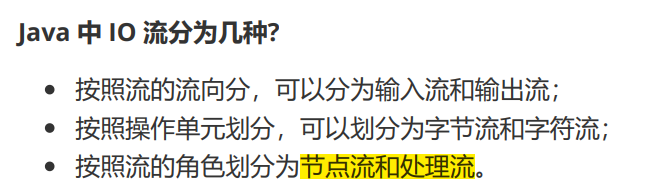 Java 中 IO 流分为几种?
• 按照流的流向分，可以分为输入流和输出流；
• 按照操作单元划分，可以划分为字节流和字符流；
• 按照流的角色划分为节点流和处理流。